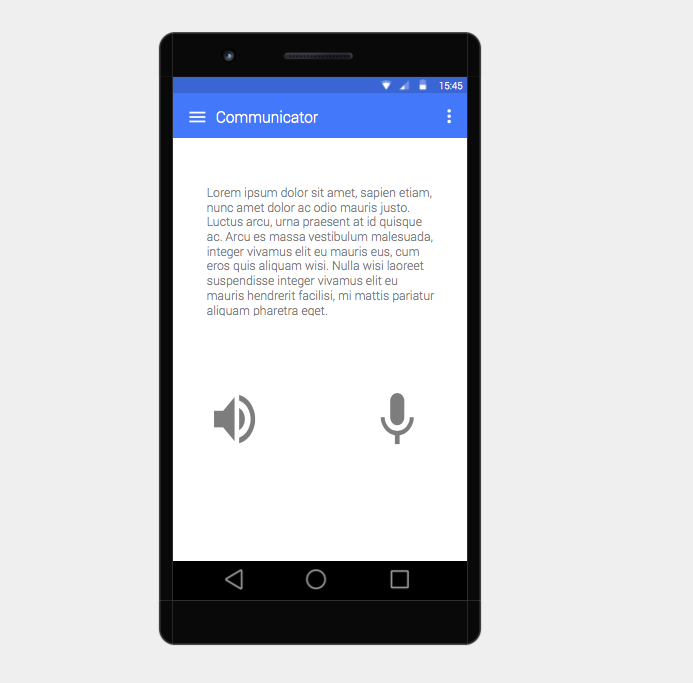 15:45
Communicator
Lorem ipsum dolor sit amet, sapien etiam,
nunc amet dolor ac odio mauris justo.
Luctus arcu, urna praesent at id quisque
ac. Arcu es massa vestibulum malesuada,
integer vivamus elit eu mauris eus, cum
eros quis aliquam wisi. Nulla wisi laoreet
suspendisse integer vivamus elit eu
mauris hendrerit facilisi, mi mattis pariatur
aliquam pharetra eget.